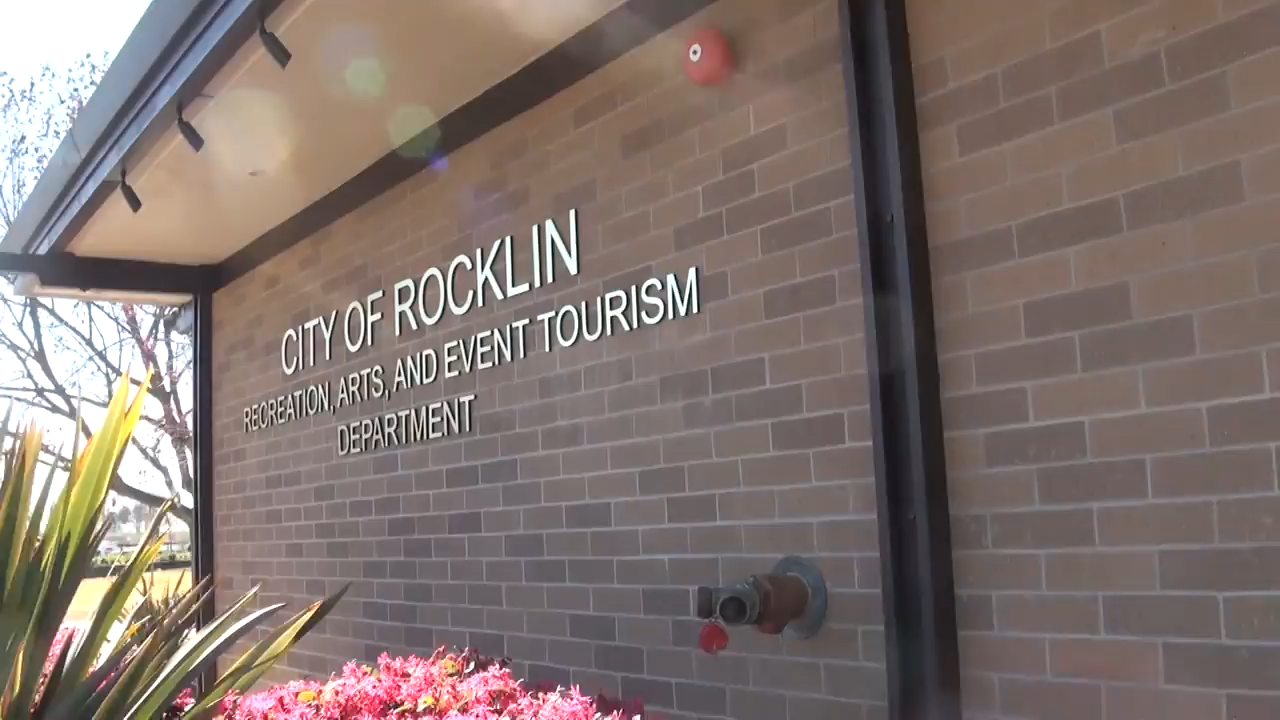 CITY OF ROCKLIN
RECREATION, ARTS, AND EVENT TOURISM
DEPARTMENT